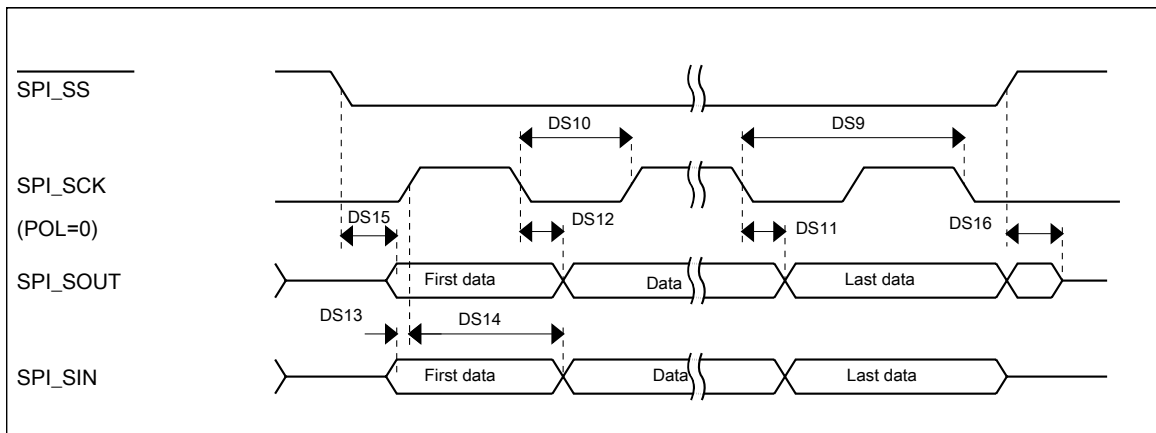 SPI_SS
DS10
DS9
SPI_SCK
(POL=0)
DS15
DS12
DS11
DS16
SPI_SOUT
First data
Data
Last data
DS13
DS14
SPI_SIN
First data
Data
Last data